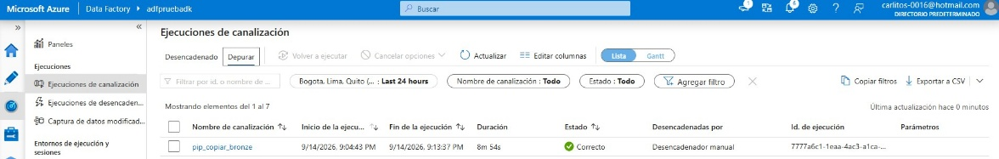 Microsoft Azure Data Factory adfpruebadk Buscar 1 6 carlitos-0016@hotmail.com
DIRECTORIO PREDETERMINADO
» «
Paneles
Ejecuciones
Ejecuciones de canalización
Ejecuciones de desencaden...
Captura de datos modificad...
Entornos de ejecución y
sesiones
Ejecuciones de canalización
Desencadenado Depurar Volver a ejecutar Cancelar opciones Actualizar Editar columnas Lista Gantt
Filtrar por id. o nombre de ... Bogota, Lima, Quito (... : Last 24 hours Nombre de canalización : Todo Estado : Todo Agregar filtro Copiar filtros Exportar a CSV
Mostrando elementos del 1 al 7 Última actualización hace 0 minutos
Nombre de canalización Inicio de la ejecu... Fin de la ejecución Duración Estado Desencadenadas por Id. de ejecución Parámetros
pip_copiar_bronze 9/14/2026, 9:04:43 PM 9/14/2026, 9:13:37 PM 8m 54s Correcto Desencadenador manual 7777a6c1-1eaa-4ac3-a1ca-...